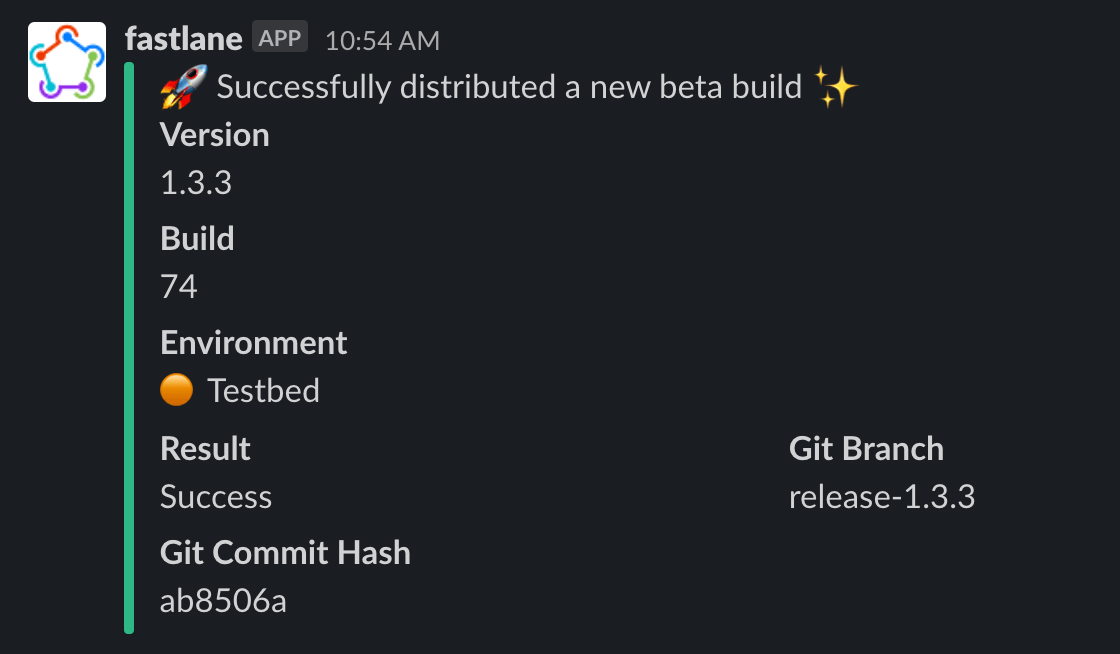 fastlane APP 10:54 AM
🚀 Successfully distributed a new beta build ✨
Version
1.3.3
Build
74
Environment
🟠 Testbed
Result Git Branch
Success release-1.3.3
Git Commit Hash
ab8506a